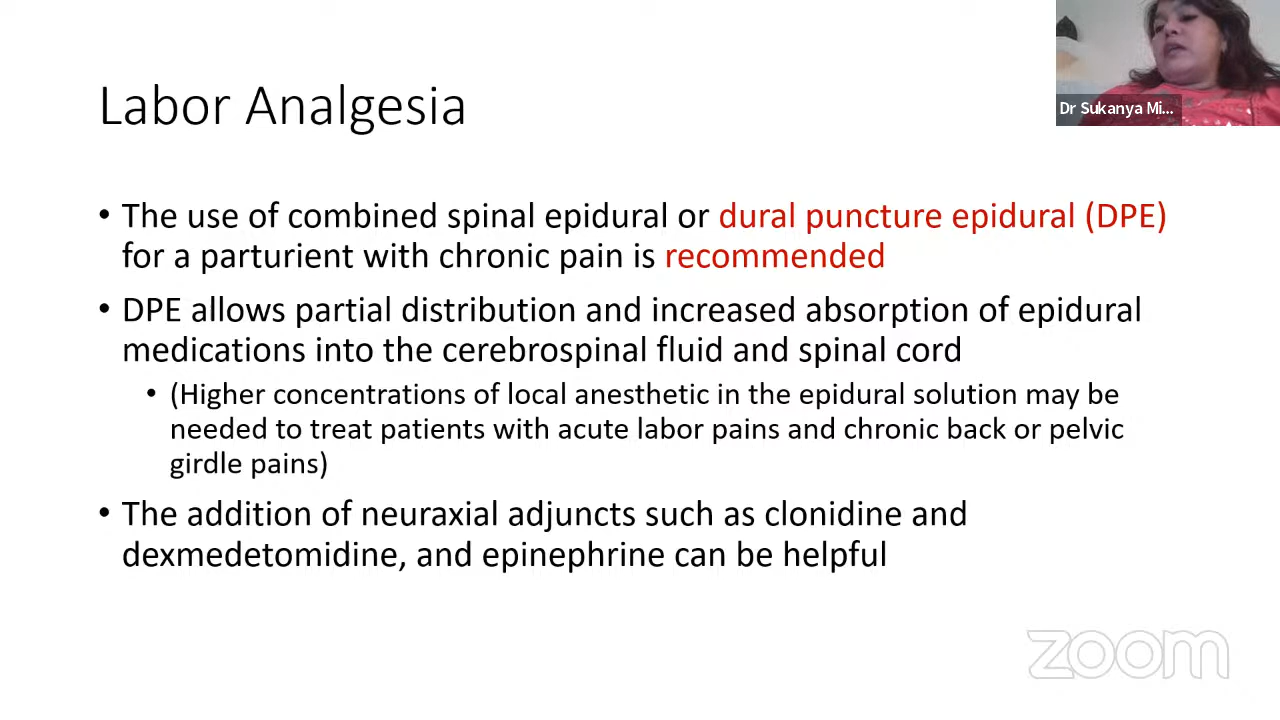 Labor Analgesia
Dr Sukanya Mi...
• The use of combined spinal epidural or dural puncture epidural (DPE)
for a parturient with chronic pain is recommended
• DPE allows partial distribution and increased absorption of epidural
medications into the cerebrospinal fluid and spinal cord
• (Higher concentrations of local anesthetic in the epidural solution may be
needed to treat patients with acute labor pains and chronic back or pelvic
girdle pains)
• The addition of neuraxial adjuncts such as clonidine and
dexmedetomidine, and epinephrine can be helpful
zoom